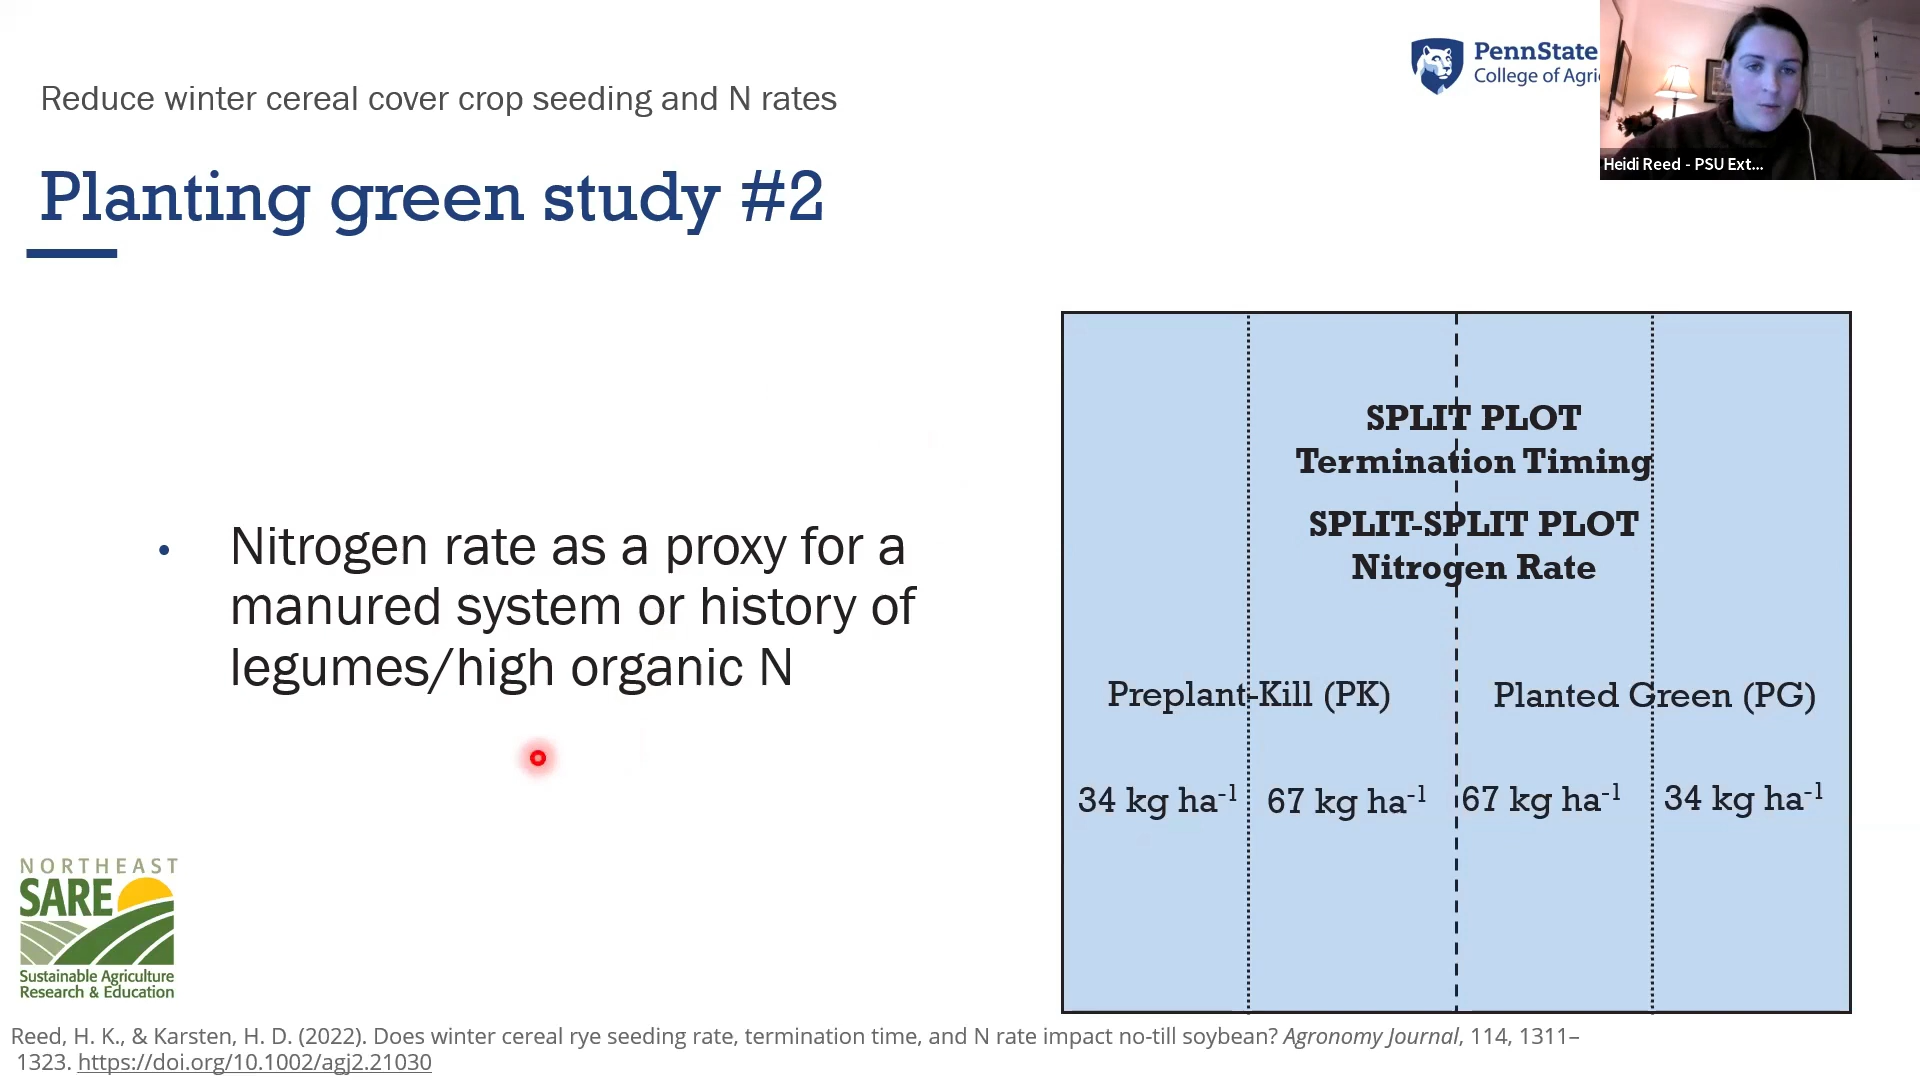 Reduce winter cereal cover crop seeding and N rates
PennState
College of Agri
Heidi Reed - PSU Ext...
Planting green study #2
• Nitrogen rate as a proxy for a
manured system or history of
legumes/high organic N
SPLIT PLOT
Termination Timing
SPLIT-SPLIT PLOT
Nitrogen Rate
Preplant-Kill (PK)
Planted Green (PG)
34 kg ha⁻¹
67 kg ha⁻¹
67 kg ha⁻¹
34 kg ha⁻¹
NORTHEAST
SARE
Sustainable Agriculture
Research & Education
Reed, H. K., & Karsten, H. D. (2022). Does winter cereal rye seeding rate, termination time, and N rate impact no-till soybean? Agronomy Journal, 114, 1311–
1323. https://doi.org/10.1002/agj2.21030